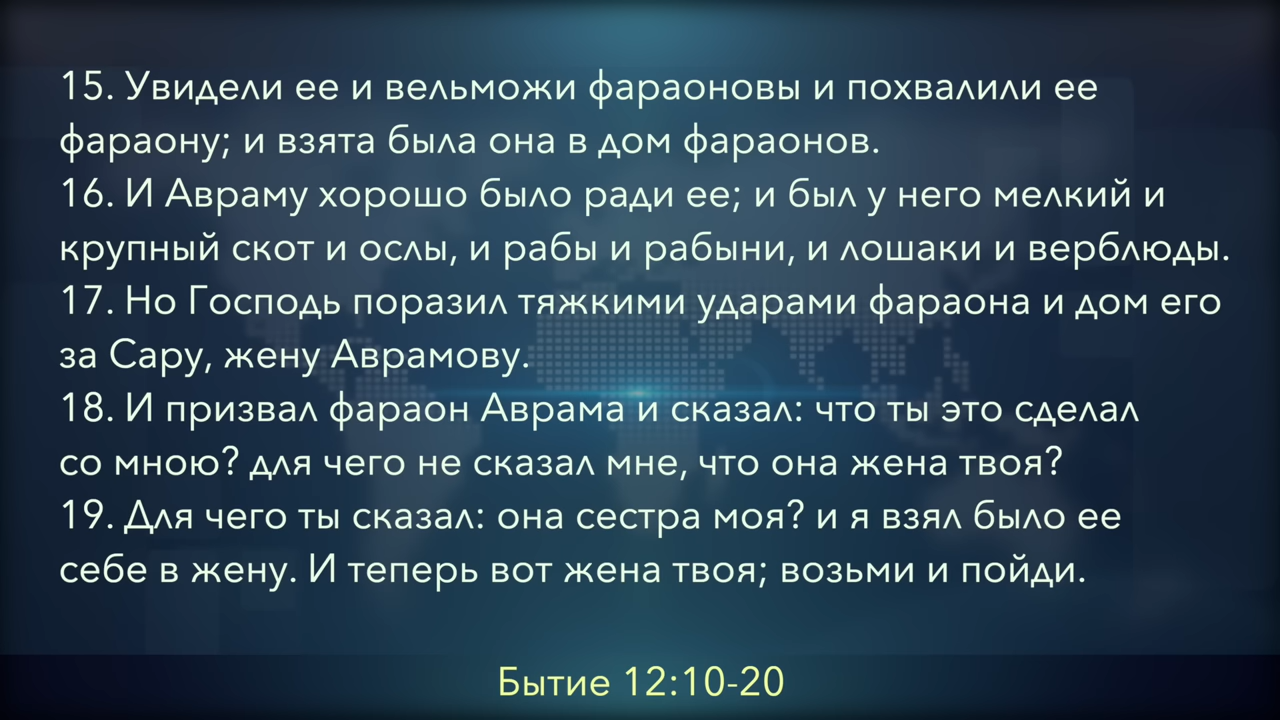 15. Увидели ее и вельможи фараоновы и похвалили ее
фараону; и взята была она в дом фараонов.
16. И Авраму хорошо было ради ее; и был у него мелкий и
крупный скот и ослы, и рабы и рабыни, и лошаки и верблюды.
17. Но Господь поразил тяжкими ударами фараона и дом его
за Сару, жену Аврамову.
18. И призвал фараон Аврама и сказал: что ты это сделал
со мною? для чего не сказал мне, что она жена твоя?
19. Для чего ты сказал: она сестра моя? и я взял было ее
себе в жену. И теперь вот жена твоя; возьми и пойди.
Бытие 12:10-20